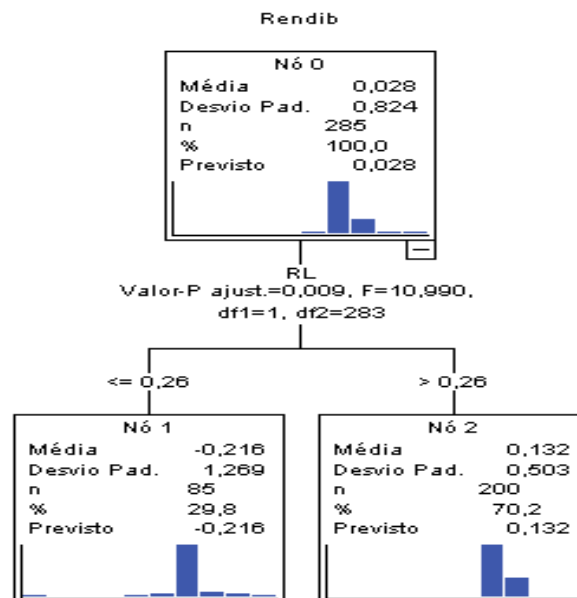 Rendib
Nó 0
Média 0,028
Desvio Pad. 0,824
n 285
% 100,0
Previsto 0,028
RL
Valor-P ajust.=0,009, F=10,990,
df1=1, df2=283
<= 0,26
> 0,26
Nó 1
Média -0,216
Desvio Pad. 1,269
n 85
% 29,8
Previsto -0,216
Nó 2
Média 0,132
Desvio Pad. 0,503
n 200
% 70,2
Previsto 0,132